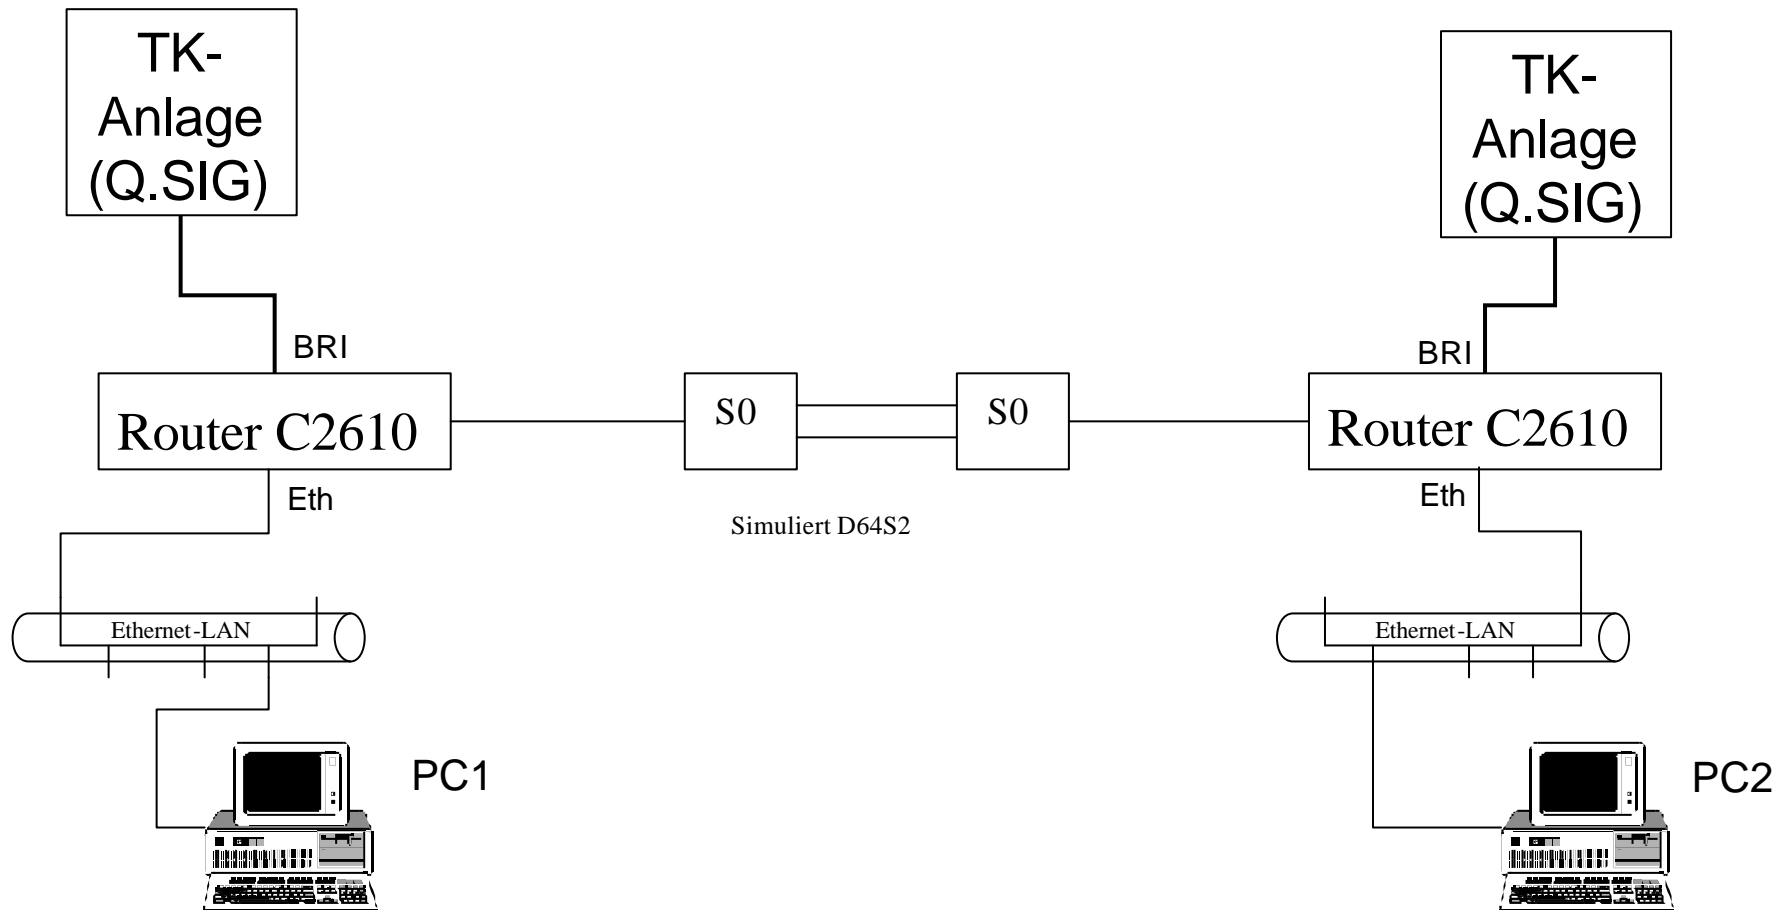 TK-
Anlage
(Q.SIG)
TK-
Anlage
(Q.SIG)
BRI
BRI
Router C2610
S0
S0
Router C2610
Eth
Eth
Simuliert D64S2
Ethernet-LAN
Ethernet-LAN
PC1
PC2